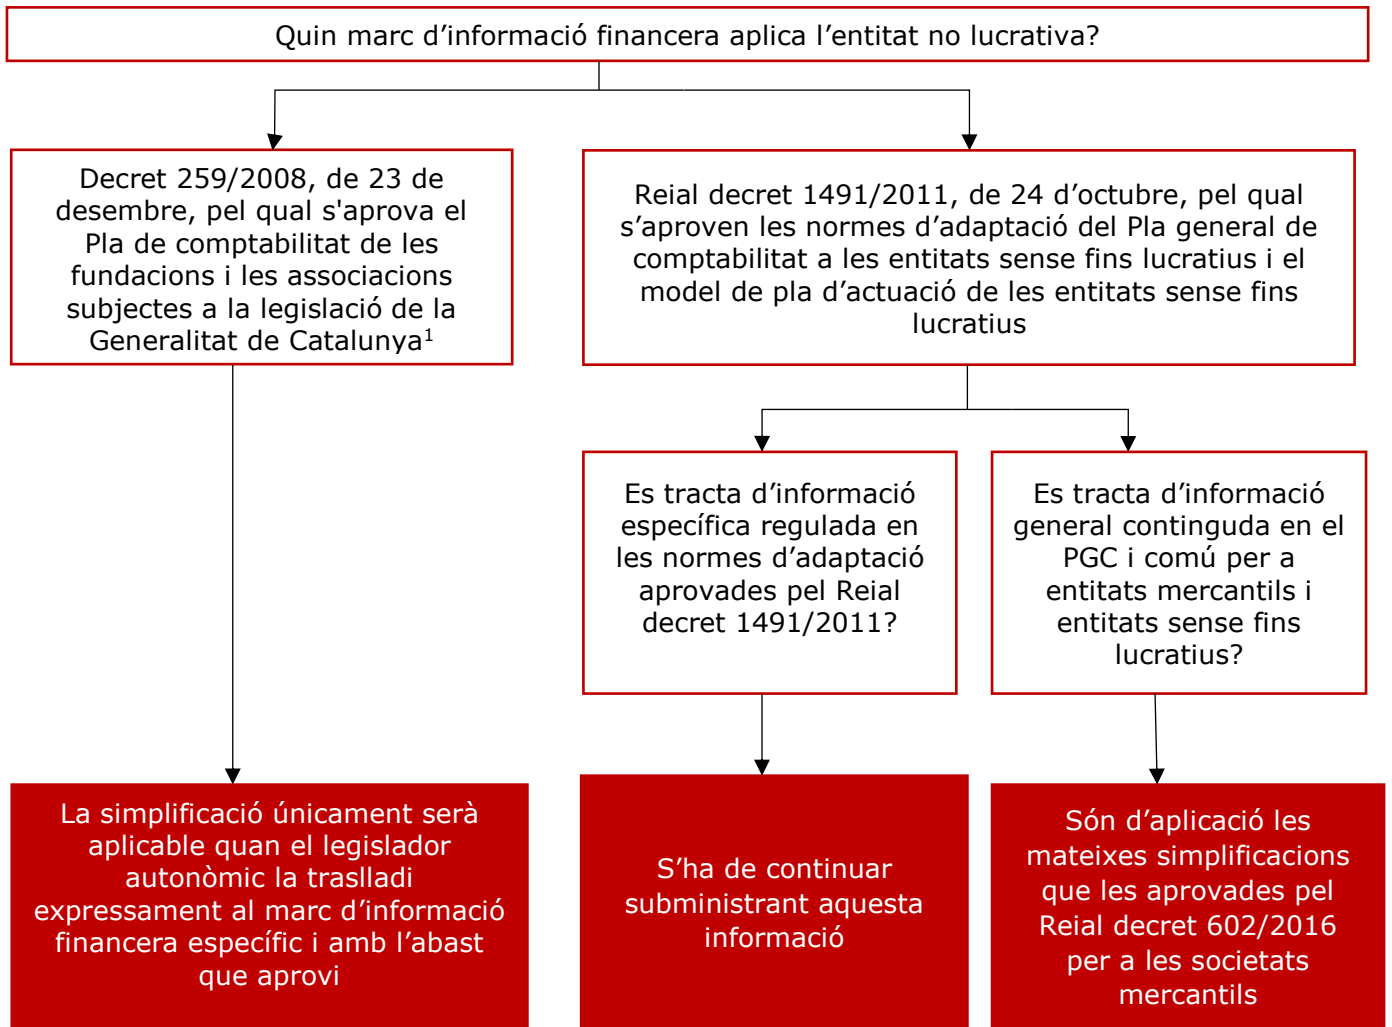 Quin marc d’informació financera aplica l’entitat no lucrativa?
Decret 259/2008, de 23 de
desembre, pel qual s'aprova el
Pla de comptabilitat de les
fundacions i les associacions
subjectes a la legislació de la
Generalitat de Catalunya¹
Reial decret 1491/2011, de 24 d’octubre, pel qual
s’aproven les normes d’adaptació del Pla general de
comptabilitat a les entitats sense fins lucratius i el
model de pla d’actuació de les entitats sense fins
lucratius
Es tracta d’informació
específica regulada en
les normes d’adaptació
aprovades pel Reial
decret 1491/2011?
Es tracta d’informació
general continguda en el
PGC i comú per a
entitats mercantils i
entitats sense fins
lucratius?
La simplificació únicament serà
aplicable quan el legislador
autonòmic la traslladi
expressament al marc d’informació
financera específic i amb l’abast
que aprovi
S’ha de continuar
subministrant aquesta
informació
Són d’aplicació les
mateixes simplificacions
que les aprovades pel
Reial decret 602/2016
per a les societats
mercantils